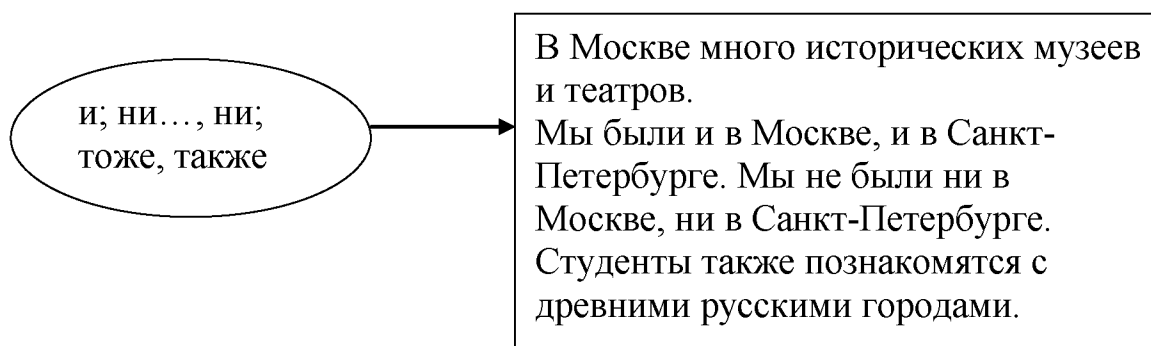 и; ни…, ни;
тоже, также
В Москве много исторических музеев
и театров.
Мы были и в Москве, и в Санкт-
Петербурге. Мы не были ни в
Москве, ни в Санкт-Петербурге.
Студенты также познакомятся с
древними русскими городами.